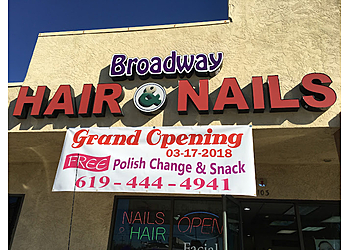 Broadway
HAIR & NAILS
Grand Opening
03-17-2018
FREE Polish Change & Snack
619-444-4941
NAILS
HAIR
OPEN
Facial